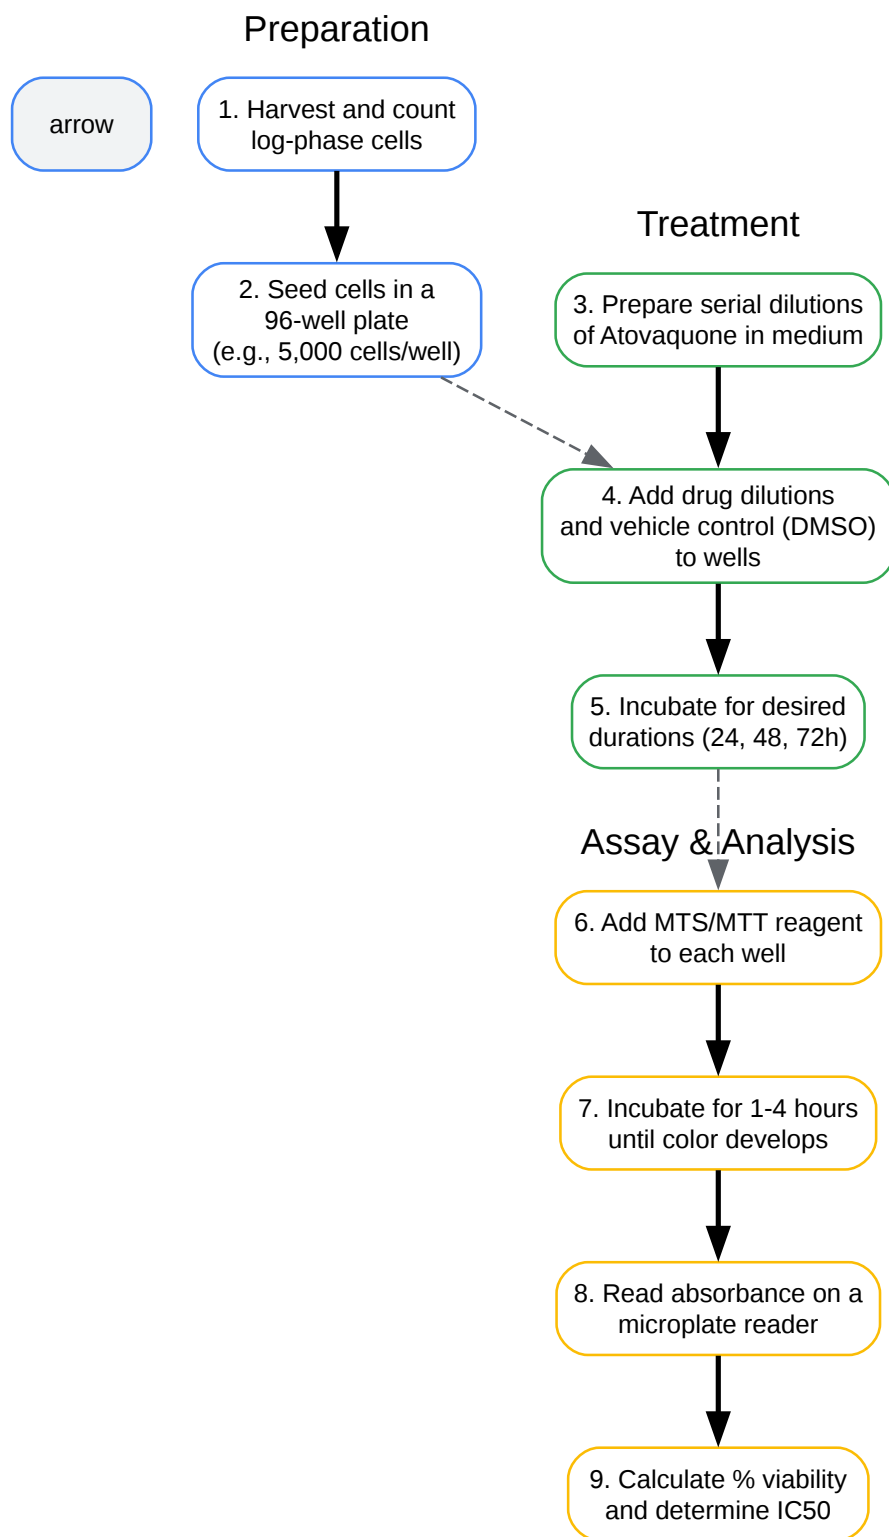 Preparation
arrow
1. Harvest and count
log-phase cells
2. Seed cells in a
96-well plate
(e.g., 5,000 cells/well)
Treatment
3. Prepare serial dilutions
of Atovaquone in medium
4. Add drug dilutions
and vehicle control (DMSO)
to wells
5. Incubate for desired
durations (24, 48, 72h)
Assay & Analysis
6. Add MTS/MTT reagent
to each well
7. Incubate for 1-4 hours
until color develops
8. Read absorbance on a
microplate reader
9. Calculate % viability
and determine IC50